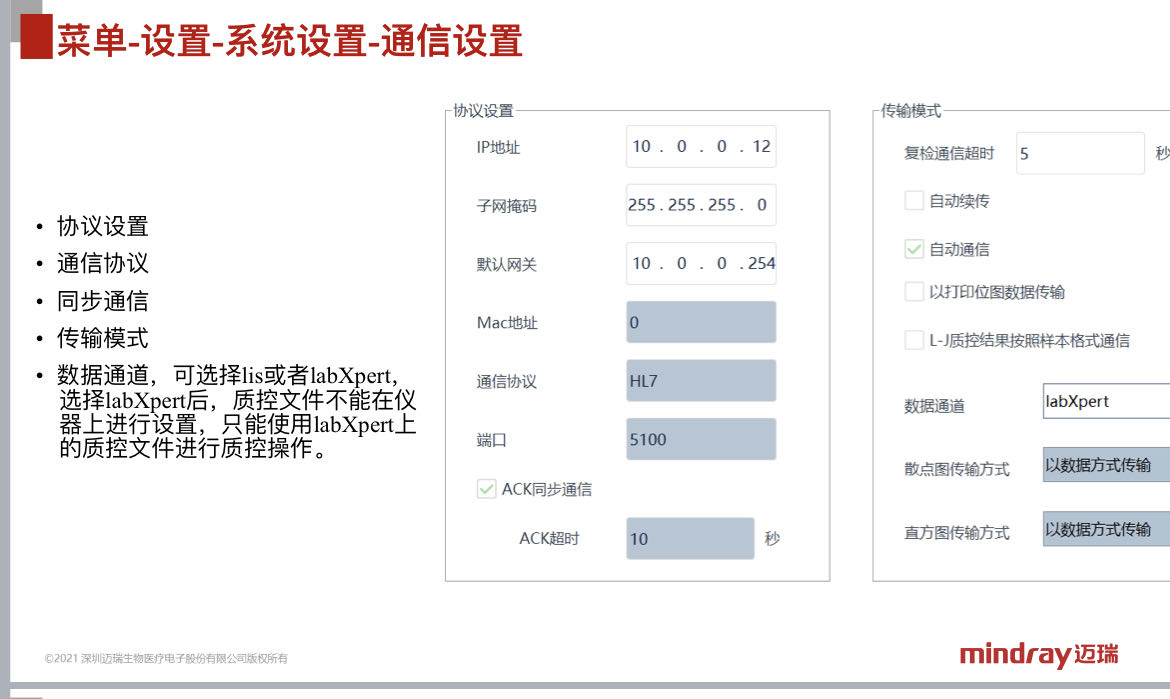 菜单-设置-系统设置-通信设置
• 协议设置
• 通信协议
• 同步通信
• 传输模式
• 数据通道，可选择lis或者labXpert，
选择labXpert后，质控文件不能在仪
器上进行设置，只能使用labXpert上
的质控文件进行质控操作。
协议设置
IP地址 10 . 0 . 0 . 12
子网掩码 255 . 255 . 255 . 0
默认网关 10 . 0 . 0 . 254
Mac地址 0
通信协议 HL7
端口 5100
ACK同步通信
ACK超时 10 秒
传输模式
复检通信超时 5 秒
自动续传
自动通信
以打印位图数据传输
L-J质控结果按照样本格式通信
数据通道 labXpert
散点图传输方式 以数据方式传输
直方图传输方式 以数据方式传输
©2021 深圳迈瑞生物医疗电子股份有限公司版权所有
mindray迈瑞